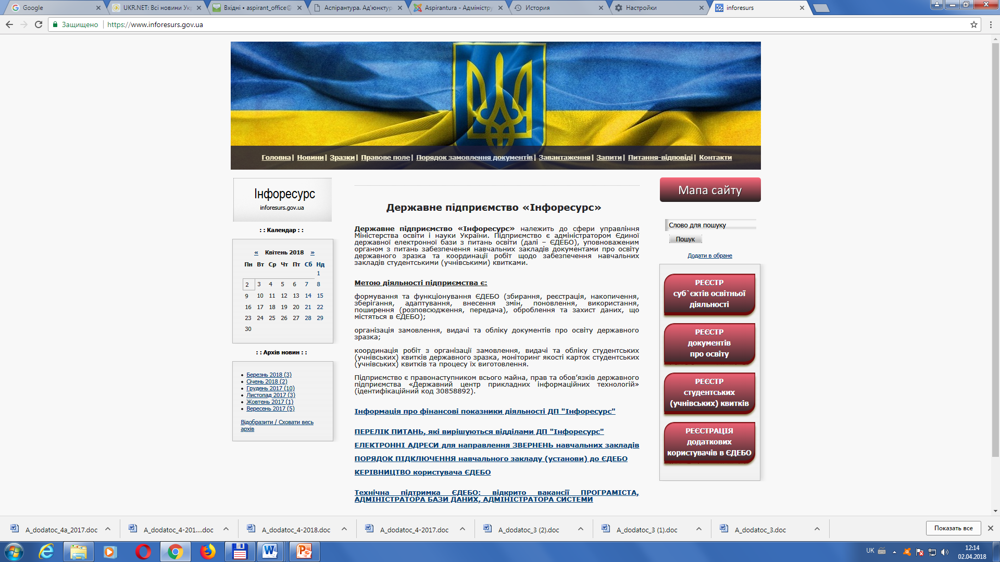 Google
UKR.NET: Всі новини Укр
Вхідні • aspirant_office@
Аспірантура. Ад'юнктур
Aspirantura - Адміністру
История
Настройки
inforesurs
Защищено
https://www.inforesurs.gov.ua
Головна | Новини | Зразки | Правове поле | Порядок замовлення документів | Завантаження | Запити | Питання-відповіді | Контакти
Інфоресурс
inforesurs.gov.ua
: : Календар : :
« Квітень 2018 »
Пн Вт Ср Чт Пт Сб Нд
1
2 3 4 5 6 7 8
9 10 11 12 13 14 15
16 17 18 19 20 21 22
23 24 25 26 27 28 29
30
: : Архів новин : :
Березнь 2018 (3)
Січень 2018 (2)
Грудень 2017 (10)
Листопад 2017 (3)
Жовтень 2017 (1)
Вересень 2017 (5)
Відобразити / Сховати весь
архів
Державне підприємство «Інфоресурс»
Державне підприємство «Інфоресурс» належить до сфери управління
Міністерства освіти і науки України. Підприємство є адміністратором Єдиної
державної електронної бази з питань освіти (далі – ЄДЕБО), уповноваженим
органом з питань забезпечення навчальних закладів документами про освіту
державного зразка та координації робіт щодо забезпечення навчальних
закладів студентськими (учнівськими) квитками.
Метою діяльності підприємства є:
формування та функціонування ЄДЕБО (збирання, реєстрація, накопичення,
зберігання, адаптування, внесення змін, поновлення, використання,
поширення (розповсюдження, передача), оброблення та захист даних, що
містяться в ЄДЕБО);
організація замовлення, видачі та обліку документів про освіту державного
зразка;
координація робіт з організації замовлення, видачі та обліку студентських
(учнівських) квитків державного зразка, моніторинг якості карток студентських
(учнівських) квитків та процесу їх виготовлення.
Підприємство є правонаступником всього майна, прав та обов’язків державного
підприємства «Державний центр прикладних інформаційних технологій»
(ідентифікаційний код 30858892).
Інформація про фінансові показники діяльності ДП "Інфоресурс"
ПЕРЕЛІК ПИТАНЬ, які вирішуються відділами ДП "Інфоресурс"
ЕЛЕКТРОННІ АДРЕСИ для направлення ЗВЕРНЕНЬ навчальних закладів
ПОРЯДОК ПІДКЛЮЧЕННЯ навчального закладу (установи) до ЄДЕБО
КЕРІВНИЦТВО користувача ЄДЕБО
Технічна підтримка ЄДЕБО: відкрито вакансії ПРОГРАМІСТА,
АДМІНІСТРАТОРА БАЗИ ДАНИХ, АДМІНІСТРАТОРА СИСТЕМИ
Мапа сайту
Слово для пошуку
Пошук
Додати в обране
РЕЄСТР
суб`єктів освітньої
діяльності
РЕЄСТР
документів
про освіту
РЕЄСТР
студентських
(учнівських) квитків
РЕЄСТРАЦІЯ
додаткових
користувачів в ЄДЕБО
A_dodatoc_4a_2017.doc
A_dodatoc_4-201....doc
A_dodatoc_4-2018.doc
A_dodatoc_4-2017.doc
A_dodatoc_3 (2).doc
A_dodatoc_3 (1).doc
A_dodatoc_3.doc
Показать все
UK
12:14
02.04.2018